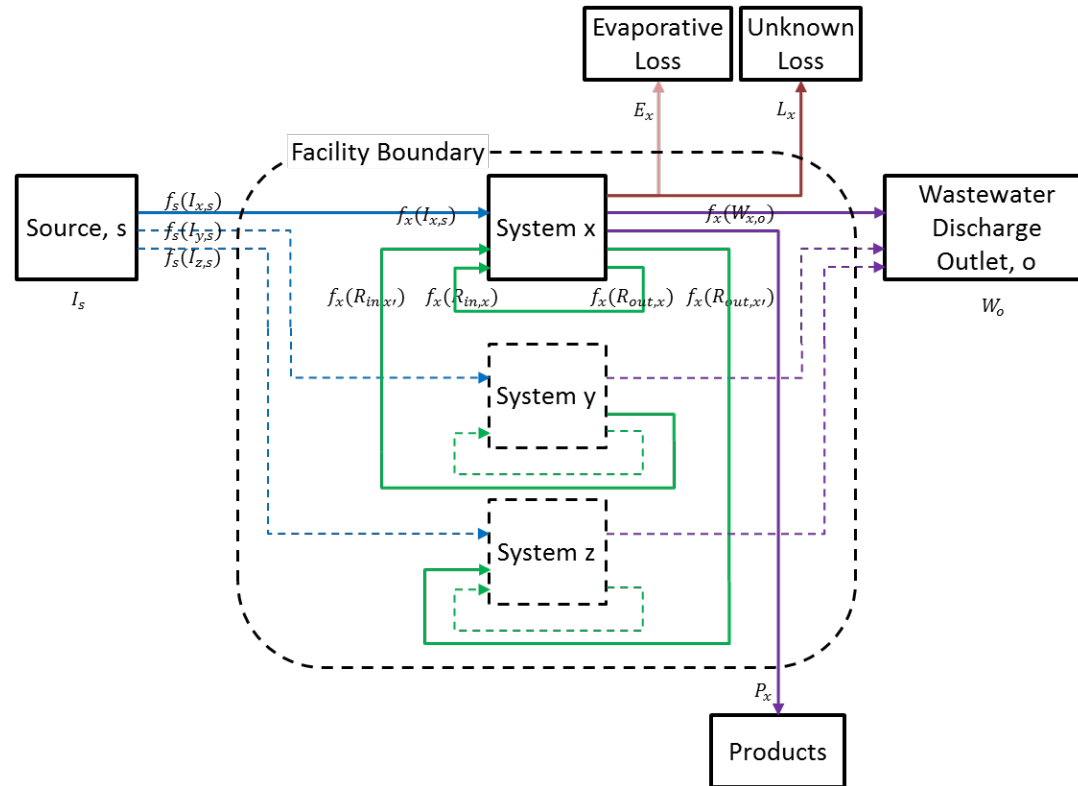 Evaporative
Loss
Unknown
Loss
E_x
L_x
Facility Boundary
Source, s
f_s(I_{x,s})
f_s(I_{y,s})
f_s(I_{z,s})
I_s
f_x(I_{x,s})
System x
f_x(W_{x,o})
Wastewater
Discharge
Outlet, o
W_o
f_x(R_{in,x'})
f_x(R_{in,x})
f_x(R_{out,x})
f_x(R_{out,x'})
System y
System z
P_x
Products